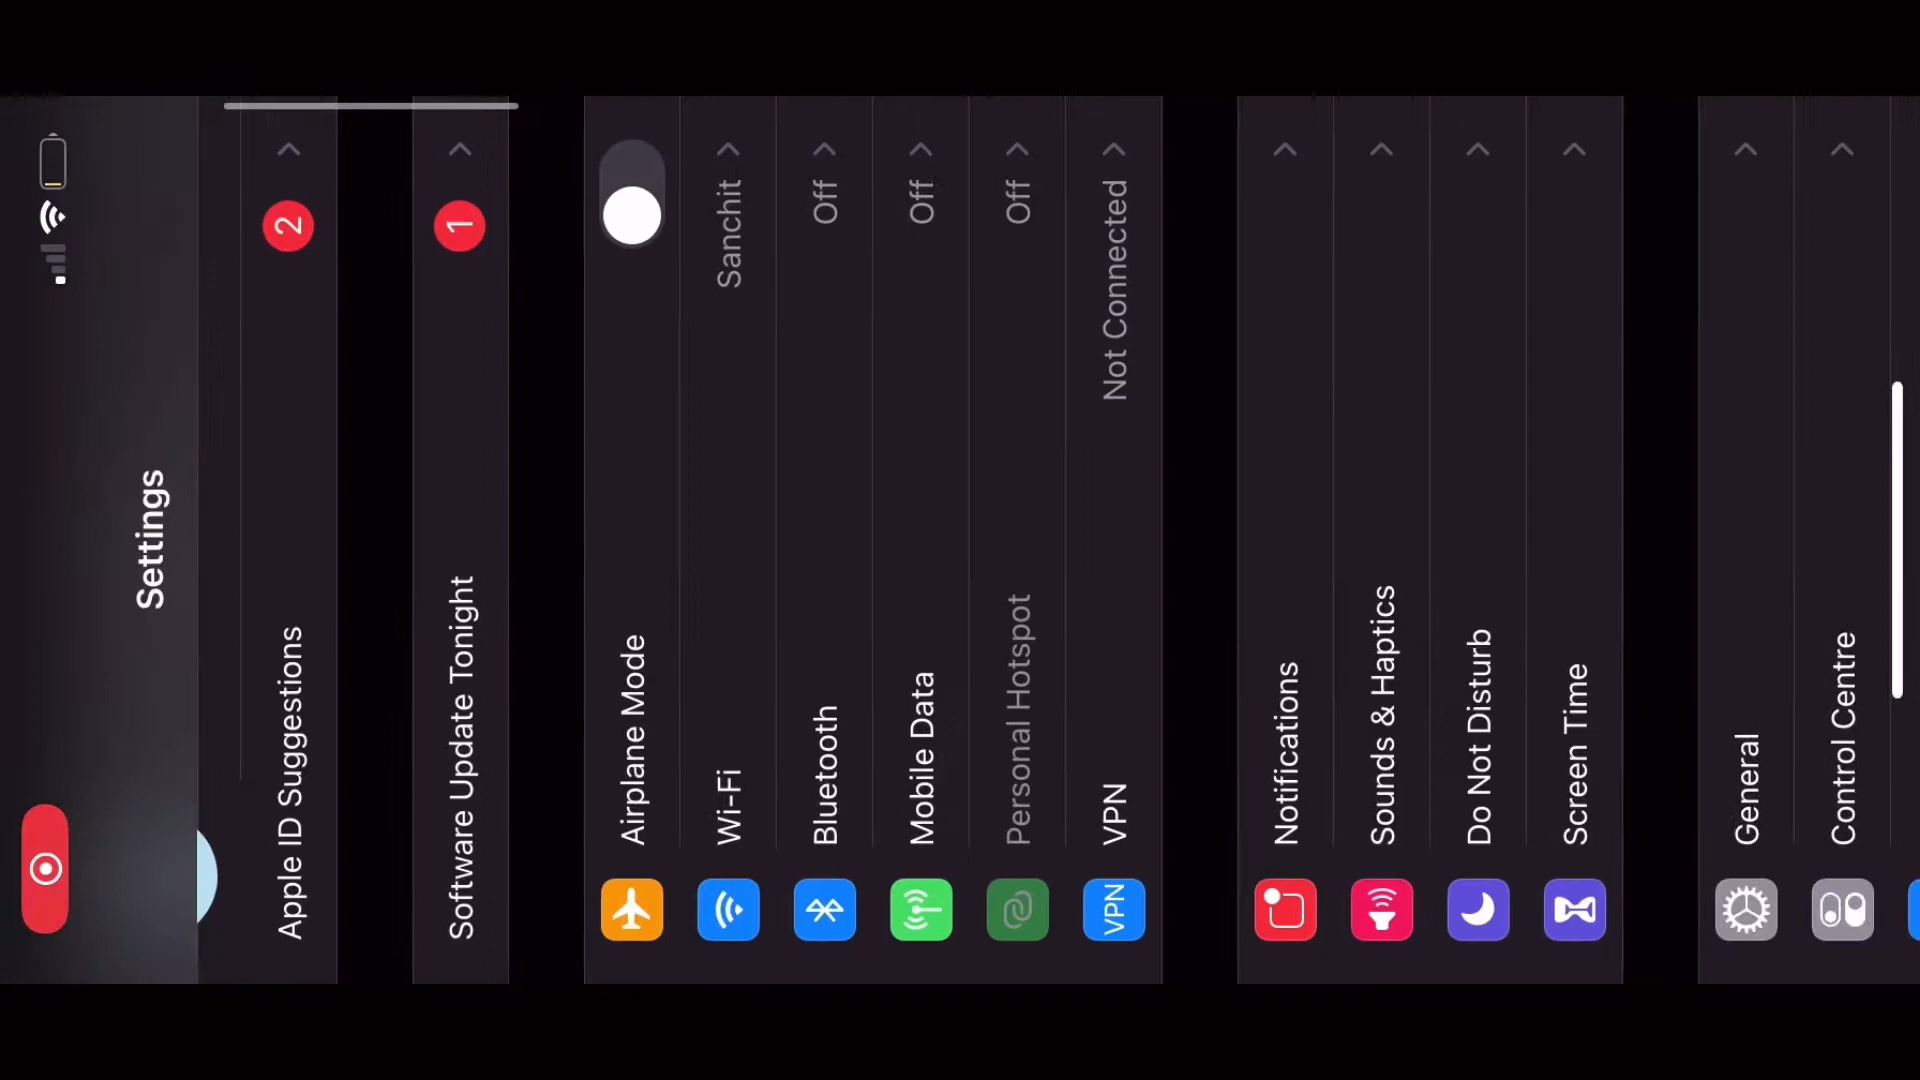 Settings
Apple ID Suggestions 2
Software Update Tonight 1
Airplane Mode
Wi-Fi Sanchit
Bluetooth Off
Mobile Data Off
Personal Hotspot Off
VPN VPN Not Connected
Notifications
Sounds & Haptics
Do Not Disturb
Screen Time
General
Control Centre